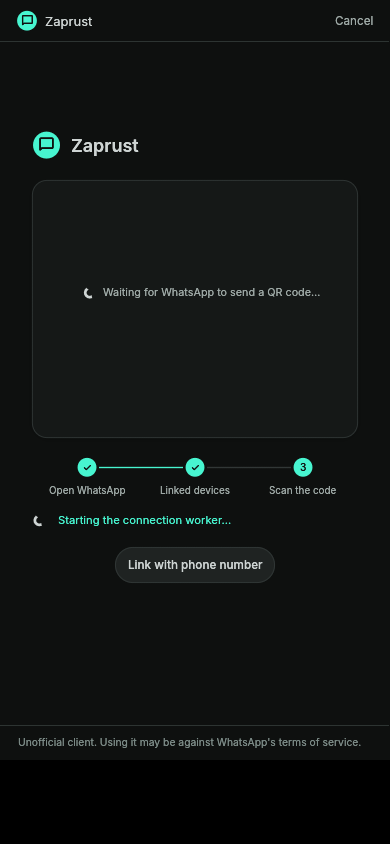 Zaprust
Cancel
Zaprust
Waiting for WhatsApp to send a QR code...
3
Open WhatsApp
Linked devices
Scan the code
Starting the connection worker...
Link with phone number
Unofficial client. Using it may be against WhatsApp's terms of service.